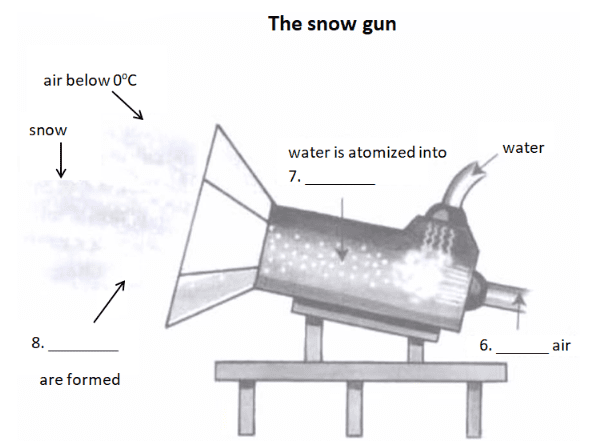 The snow gun
air below 0°C
snow
water is atomized into
7. ________
water
8. ________
are formed
6. ______ air